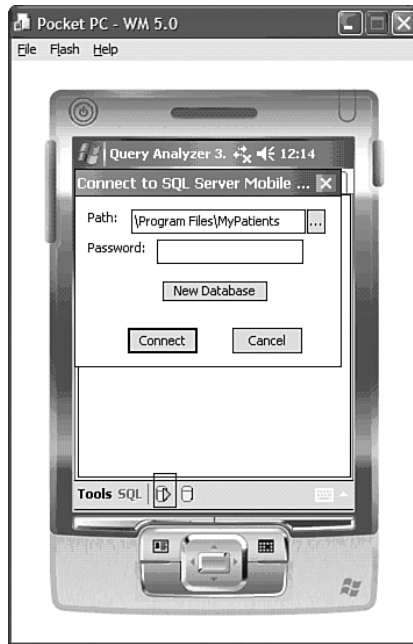 Pocket PC - WM 5.0
File Flash Help
Query Analyzer 3. 12:14
Connect to SQL Server Mobile ...
Path: \Program Files\MyPatients ...
Password:
New Database
Connect Cancel
Tools SQL